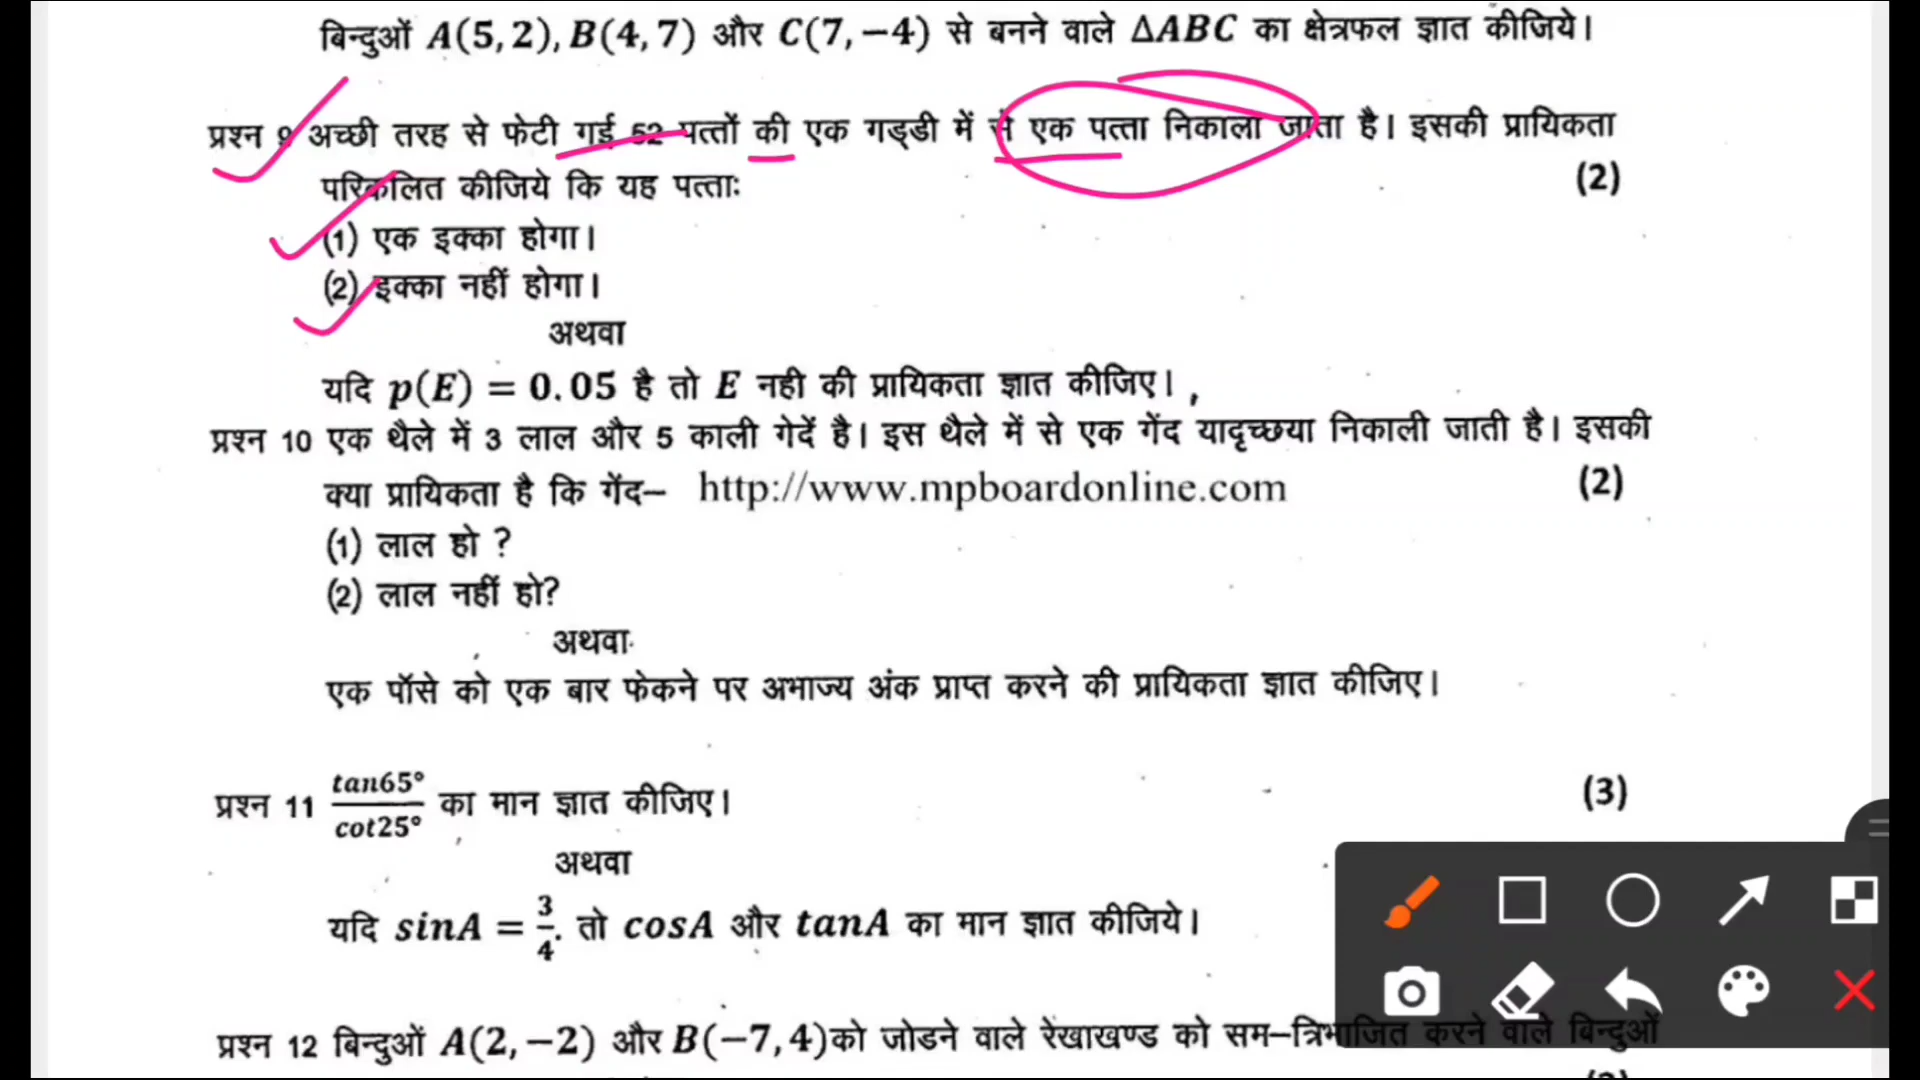 बिन्दुओं A(5,2), B(4,7) और C(7,−4) से बनने वाले ΔABC का क्षेत्रफल ज्ञात कीजिये।
प्रश्न 9 अच्छी तरह से फेटी गई 52 पत्तों की एक गड्डी में से एक पत्ता निकाला जाता है। इसकी प्रायिकता
परिकलित कीजिये कि यह पत्ताः (2)
(1) एक इक्का होगा।
(2) इक्का नहीं होगा।
अथवा
यदि p(E) = 0.05 है तो E नही की प्रायिकता ज्ञात कीजिए।
प्रश्न 10 एक थैले में 3 लाल और 5 काली गेदें है। इस थैले में से एक गेंद यादृच्छया निकाली जाती है। इसकी
क्या प्रायिकता है कि गेंद– http://www.mpboardonline.com (2)
(1) लाल हो ?
(2) लाल नहीं हो?
अथवा
एक पॉसे को एक बार फेकने पर अभाज्य अंक प्राप्त करने की प्रायिकता ज्ञात कीजिए।
प्रश्न 11 tan65°/cot25° का मान ज्ञात कीजिए। (3)
अथवा
यदि sinA = 3/4. तो cosA और tanA का मान ज्ञात कीजिये।
प्रश्न 12 बिन्दुओं A(2,−2) और B(−7,4)को जोडने वाले रेखाखण्ड को सम–त्रिभाजित करने वाले बिन्दुओं